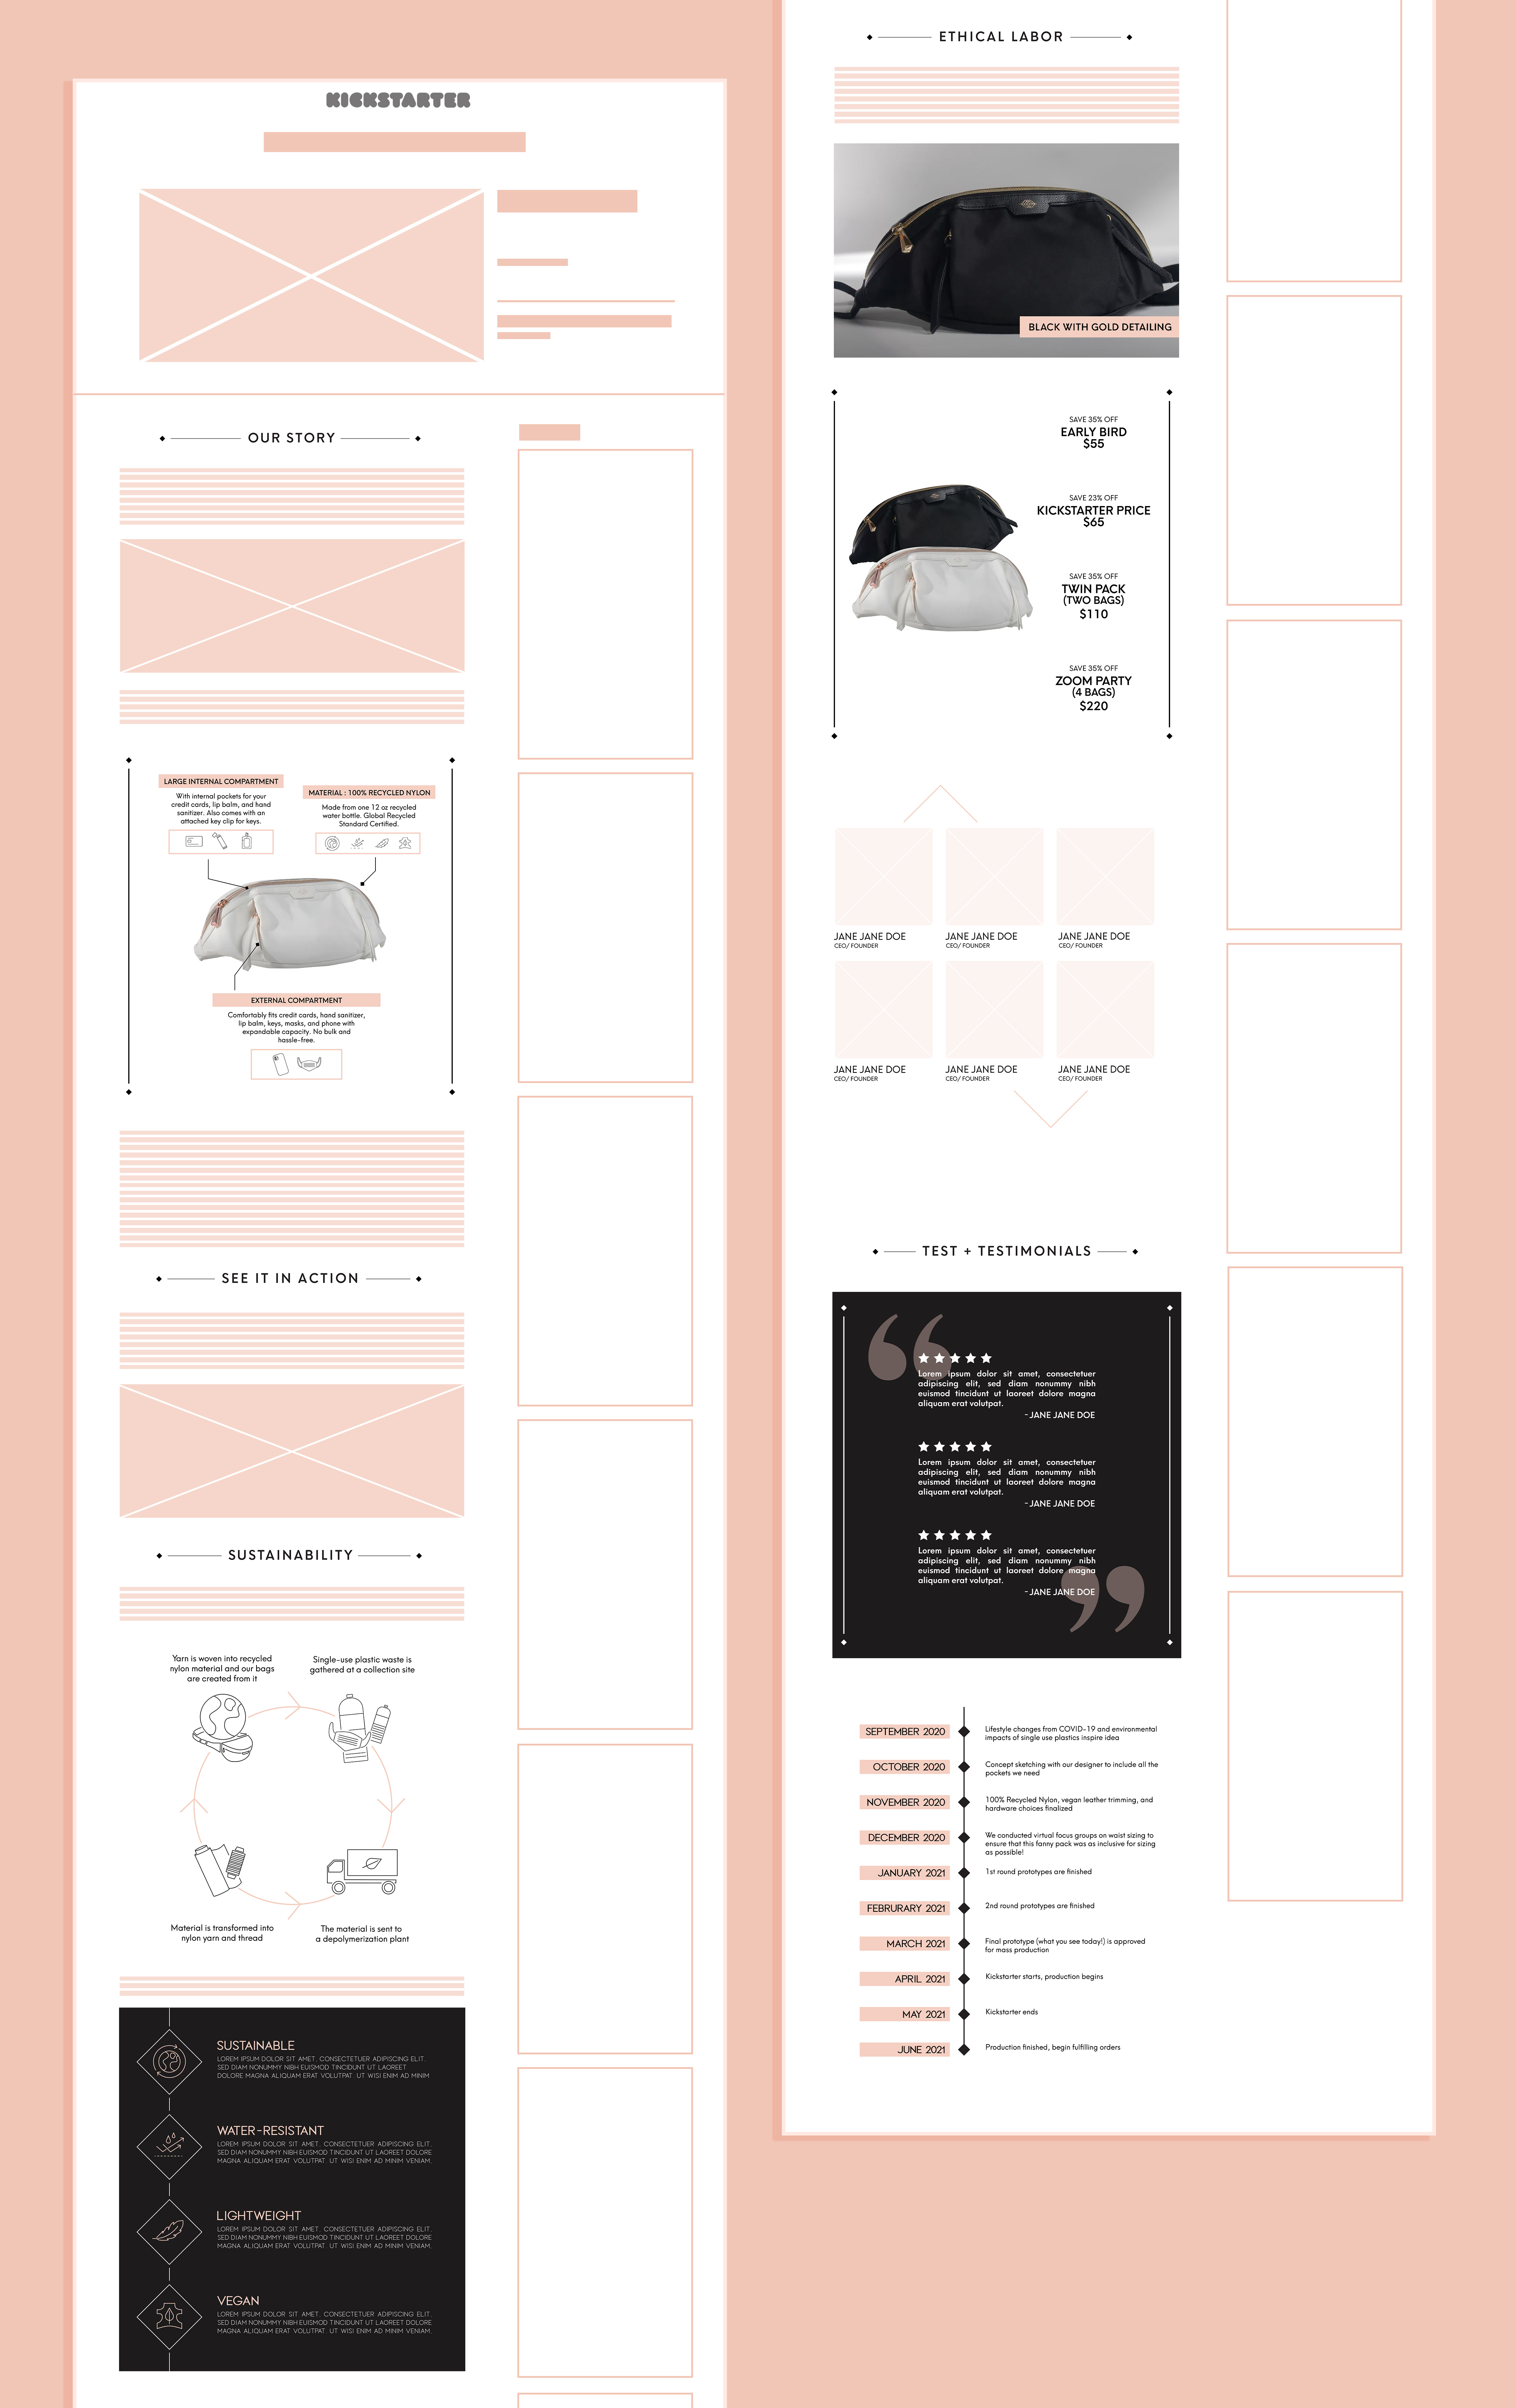 KICKSTARTER
OUR STORY
LARGE INTERNAL COMPARTMENT
With internal pockets for your
credit cards, lip balm, and hand
sanitizer. Also comes with an
attached key clip for keys.
MATERIAL : 100% RECYCLED NYLON
Made from one 12 oz recycled
water bottle. Global Recycled
Standard Certified.
EXTERNAL COMPARTMENT
Comfortably fits credit cards, hand sanitizer,
lip balm, keys, masks, and phone with
expandable capacity. No bulk and
hassle-free.
SEE IT IN ACTION
SUSTAINABILITY
Yarn is woven into recycled
nylon material and our bags
are created from it
Single-use plastic waste is
gathered at a collection site
Material is transformed into
nylon yarn and thread
The material is sent to
a depolymerization plant
SUSTAINABLE
LOREM IPSUM DOLOR SIT AMET, CONSECTETUER ADIPISCING ELIT,
SED DIAM NONUMMY NIBH EUISMOD TINCIDUNT UT LAOREET
DOLORE MAGNA ALIQUAM ERAT VOLUTPAT. UT WISI ENIM AD MINIM
WATER-RESISTANT
LOREM IPSUM DOLOR SIT AMET, CONSECTETUER ADIPISCING ELIT,
SED DIAM NONUMMY NIBH EUISMOD TINCIDUNT UT LAOREET DOLORE
MAGNA ALIQUAM ERAT VOLUTPAT. UT WISI ENIM AD MINIM VENIAM,
LIGHTWEIGHT
LOREM IPSUM DOLOR SIT AMET, CONSECTETUER ADIPISCING ELIT,
SED DIAM NONUMMY NIBH EUISMOD TINCIDUNT UT LAOREET DOLORE
MAGNA ALIQUAM ERAT VOLUTPAT. UT WISI ENIM AD MINIM VENIAM,
VEGAN
LOREM IPSUM DOLOR SIT AMET, CONSECTETUER ADIPISCING ELIT,
SED DIAM NONUMMY NIBH EUISMOD TINCIDUNT UT LAOREET DOLORE
MAGNA ALIQUAM ERAT VOLUTPAT. UT WISI ENIM AD MINIM VENIAM,
ETHICAL LABOR
BLACK WITH GOLD DETAILING
SAVE 35% OFF
EARLY BIRD
$55
SAVE 23% OFF
KICKSTARTER PRICE
$65
SAVE 35% OFF
TWIN PACK
(TWO BAGS)
$110
SAVE 35% OFF
ZOOM PARTY
(4 BAGS)
$220
JANE JANE DOE
CEO/ FOUNDER
JANE JANE DOE
CEO/ FOUNDER
JANE JANE DOE
CEO/ FOUNDER
JANE JANE DOE
CEO/ FOUNDER
JANE JANE DOE
CEO/ FOUNDER
JANE JANE DOE
CEO/ FOUNDER
TEST + TESTIMONIALS
“
Lorem ipsum dolor sit amet, consectetuer
adipiscing elit, sed diam nonummy nibh
euismod tincidunt ut laoreet dolore magna
aliquam erat volutpat.
-JANE JANE DOE
Lorem ipsum dolor sit amet, consectetuer
adipiscing elit, sed diam nonummy nibh
euismod tincidunt ut laoreet dolore magna
aliquam erat volutpat.
-JANE JANE DOE
Lorem ipsum dolor sit amet, consectetuer
adipiscing elit, sed diam nonummy nibh
euismod tincidunt ut laoreet dolore magna
aliquam erat volutpat.
-JANE JANE DOE
”
SEPTEMBER 2020
Lifestyle changes from COVID-19 and environmental
impacts of single use plastics inspire idea
OCTOBER 2020
Concept sketching with our designer to include all the
pockets we need
NOVEMBER 2020
100% Recycled Nylon, vegan leather trimming, and
hardware choices finalized
DECEMBER 2020
We conducted virtual focus groups on waist sizing to
ensure that this fanny pack was as inclusive for sizing
as possible!
JANUARY 2021
1st round prototypes are finished
FEBRURARY 2021
2nd round prototypes are finished
MARCH 2021
Final prototype (what you see today!) is approved
for mass production
APRIL 2021
Kickstarter starts, production begins
MAY 2021
Kickstarter ends
JUNE 2021
Production finished, begin fulfilling orders